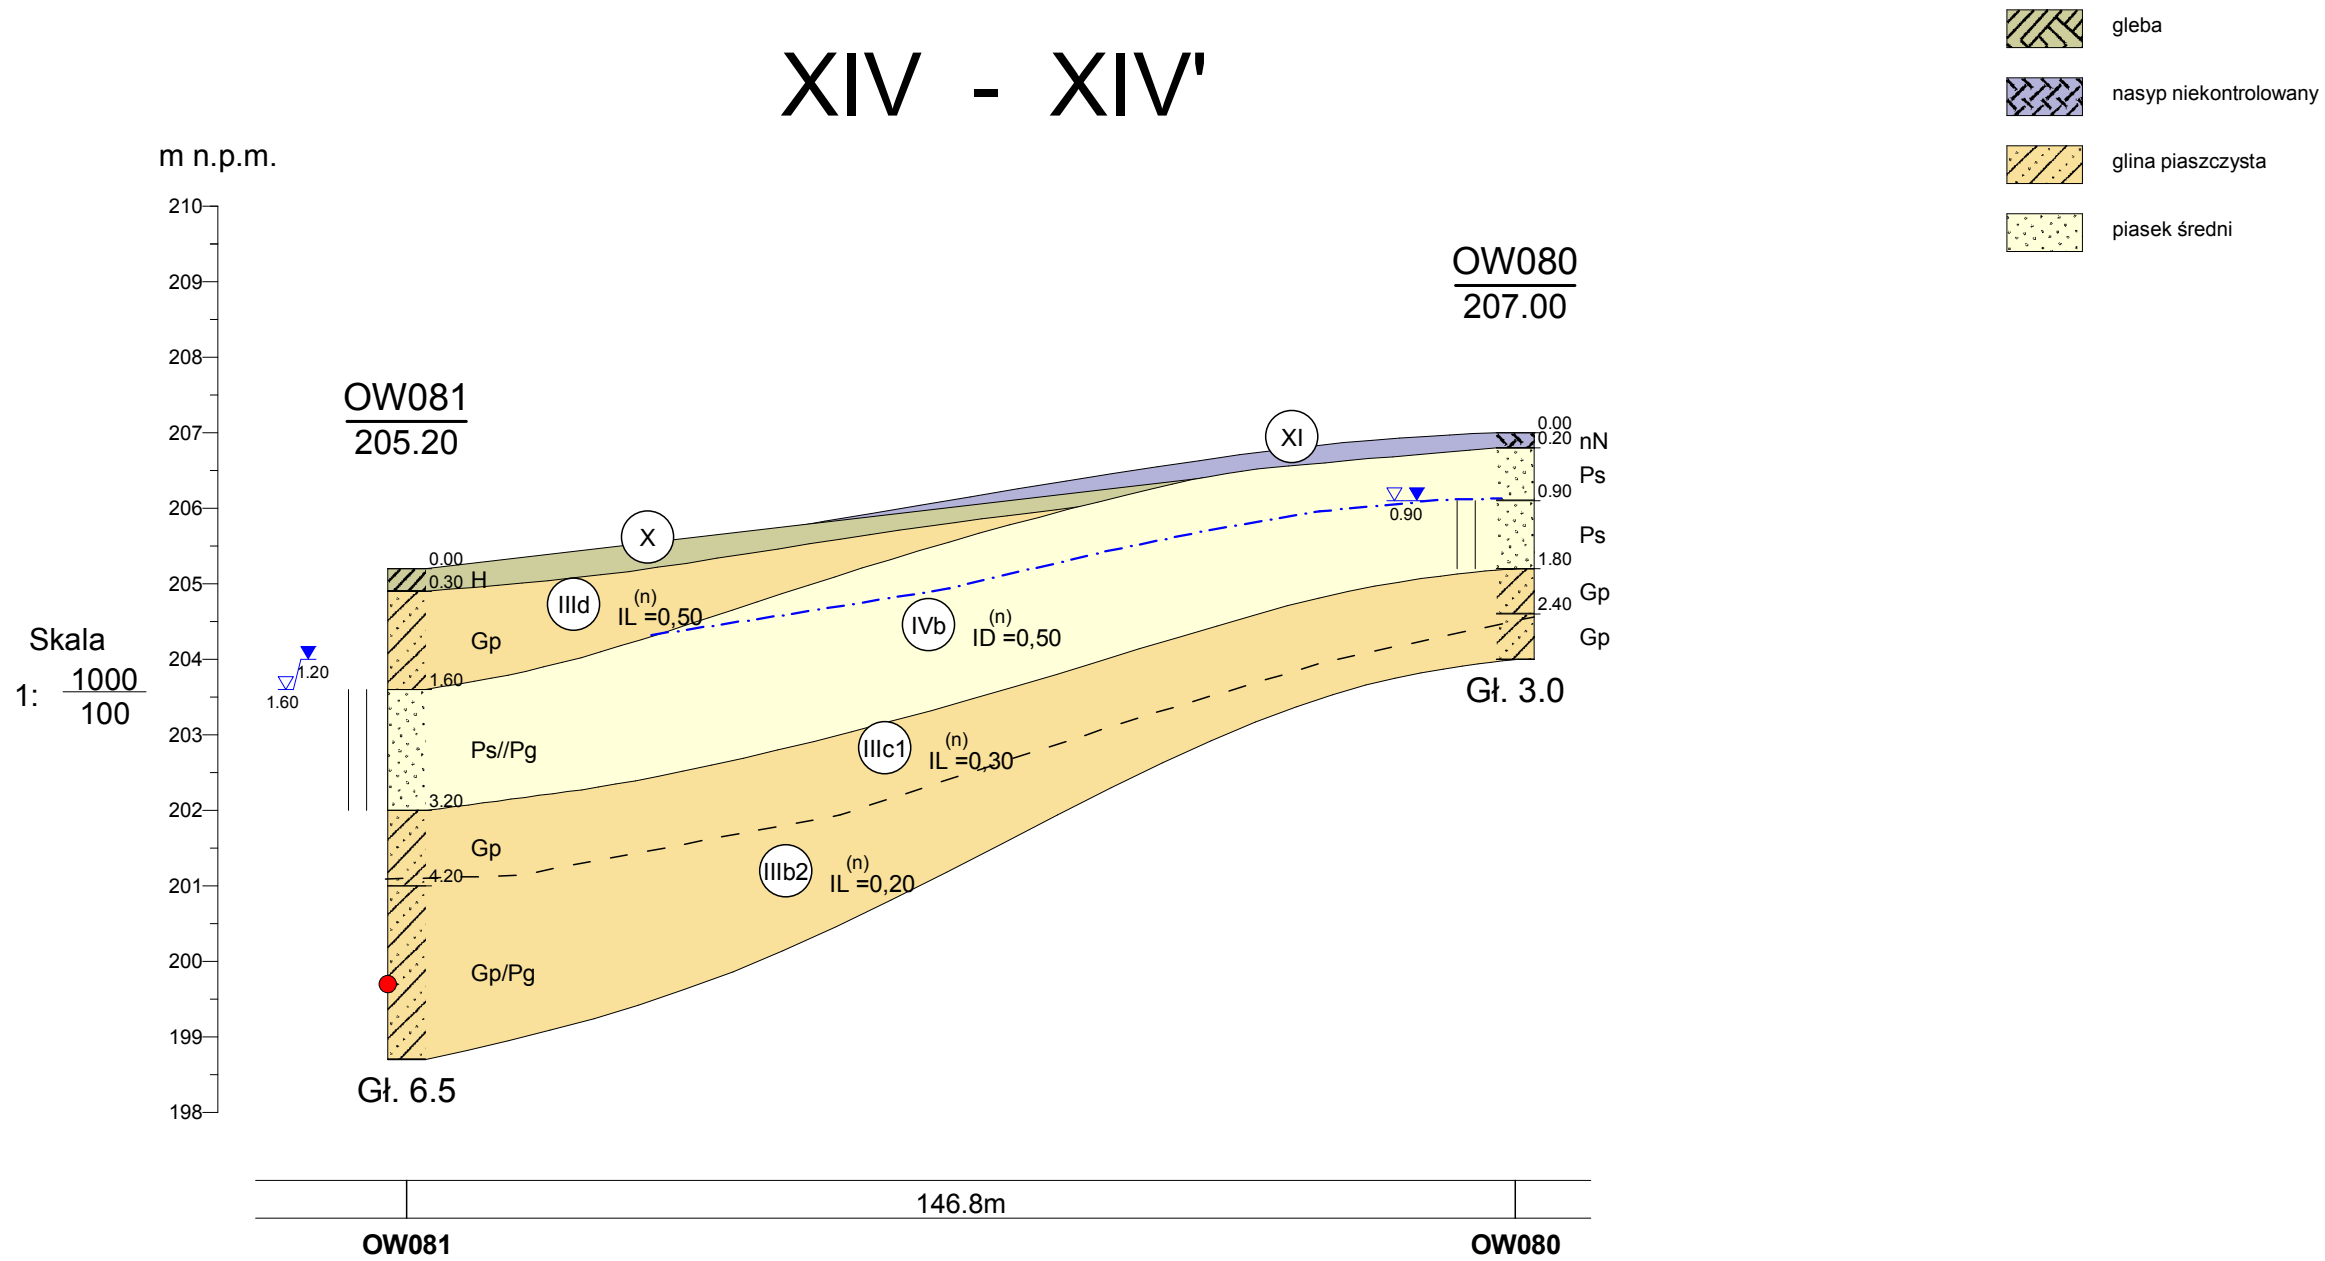 XIV - XIV'
gleba
nasyp niekontrolowany
glina piaszczysta
piasek średni
m n.p.m.
210
209
208
207
206
205
204
203
202
201
200
199
198
Skala
1: 1000
100
OW081
205.20
OW080
207.00
1.20
1.60
0.00
0.30 H
Gp
1.60
Ps//Pg
3.20
Gp
4.20
Gp/Pg
Gł. 6.5
X
XI
IIId
(n)
IL =0,50
IVb
(n)
ID =0,50
IIIc1
(n)
IL =0,30
IIIb2
(n)
IL =0,20
0.90
0.00
0.20 nN
Ps
0.90
Ps
1.80
Gp
2.40
Gp
Gł. 3.0
146.8m
OW081
OW080